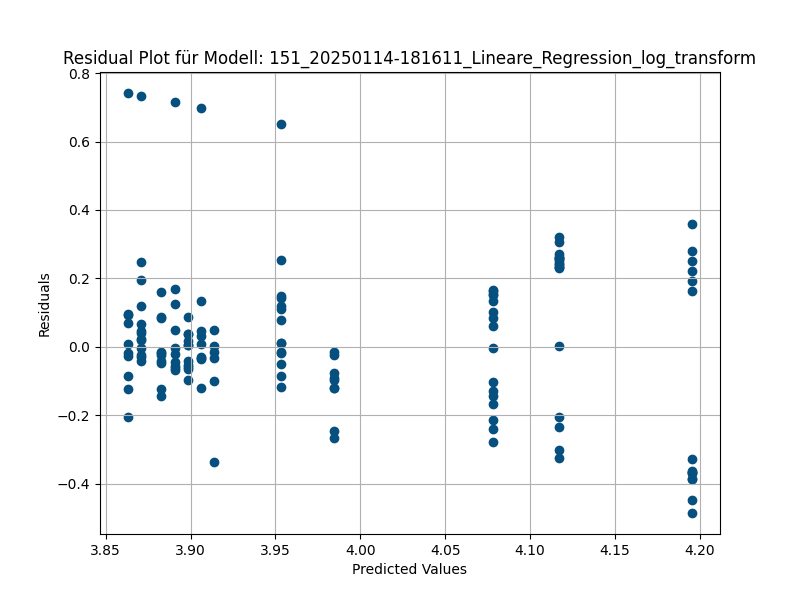 Residual Plot für Modell: 151_20250114-181611_Lineare_Regression_log_transform
0.8
0.6
0.4
0.2
0.0
−0.2
−0.4
Residuals
3.85 3.90 3.95 4.00 4.05 4.10 4.15 4.20
Predicted Values